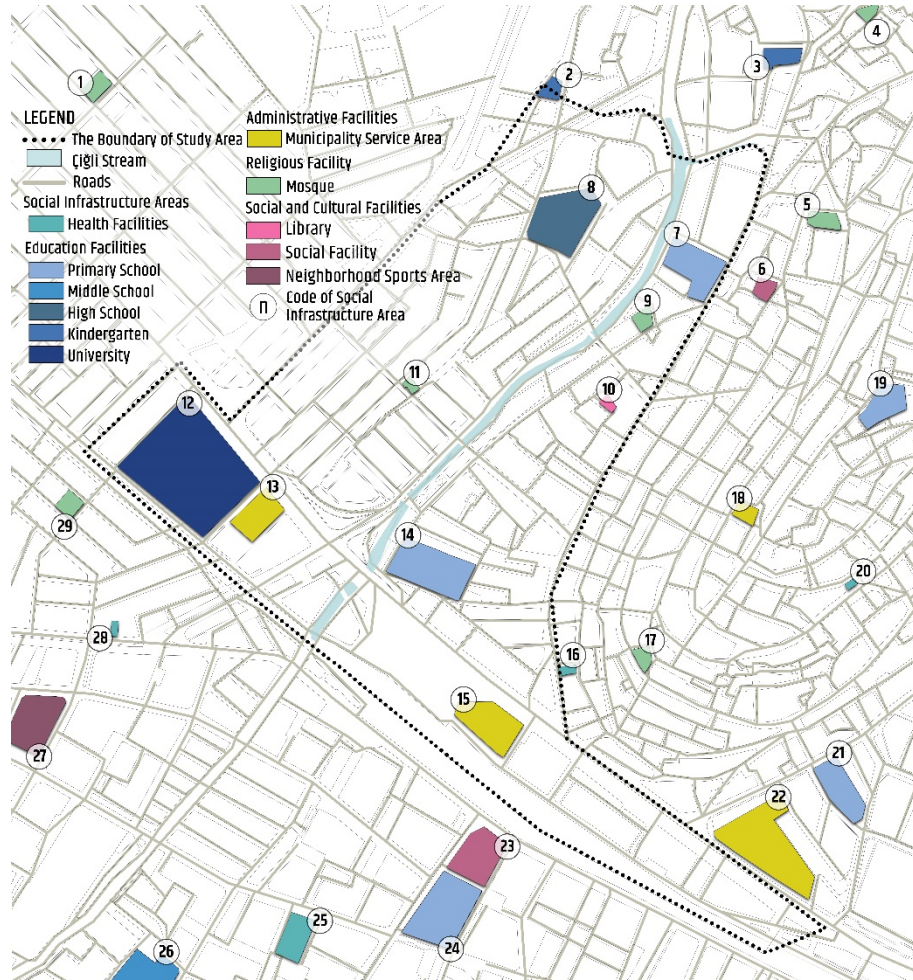 1
2
3
4
LEGEND
The Boundary of Study Area
Çiğli Stream
Roads
Social Infrastructure Areas
Health Facilities
Education Facilities
Primary School
Middle School
High School
Kindergarten
University
Administrative Facilities
Municipality Service Area
Religious Facility
Mosque
Social and Cultural Facilities
Library
Social Facility
Neighborhood Sports Area
n Code of Social
Infrastructure Area
8
5
7
6
9
11
10
19
12
13
18
29
14
20
28
16
17
15
27
21
22
23
25
24
26